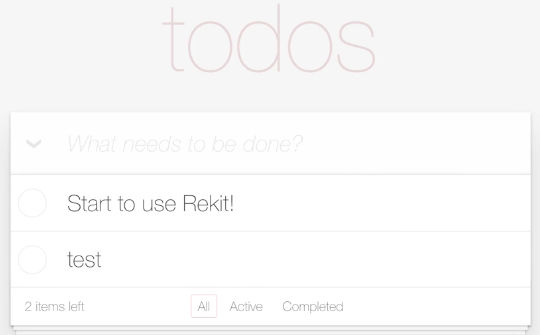 todos
What needs to be done?
Start to use Rekit!
test
2 items left All Active Completed